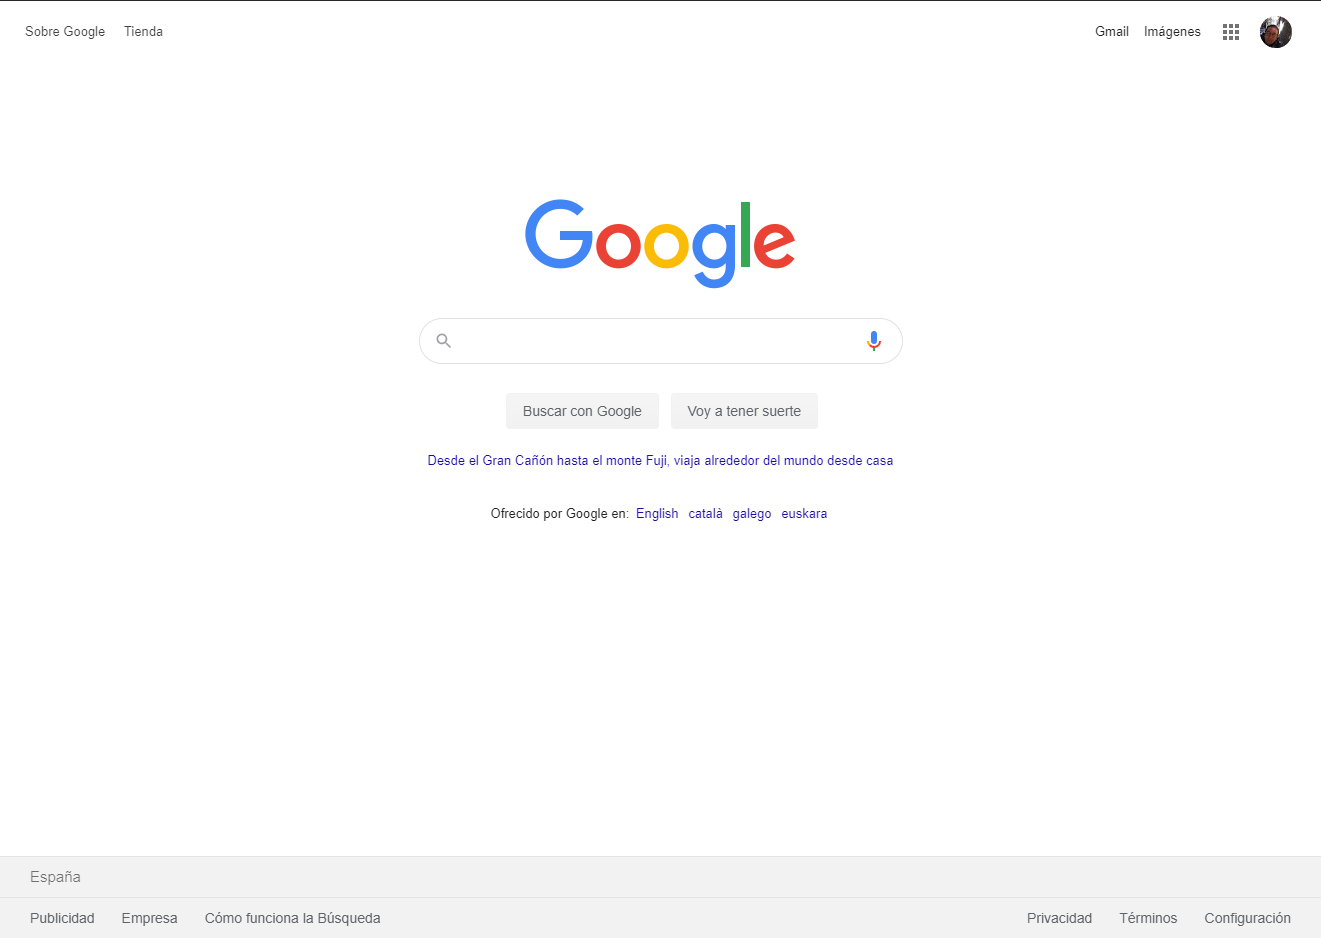 Sobre Google Tienda Gmail Imágenes
Google
Buscar con Google Voy a tener suerte
Desde el Gran Cañón hasta el monte Fuji, viaja alrededor del mundo desde casa
Ofrecido por Google en: English català galego euskara
España
Publicidad Empresa Cómo funciona la Búsqueda Privacidad Términos Configuración